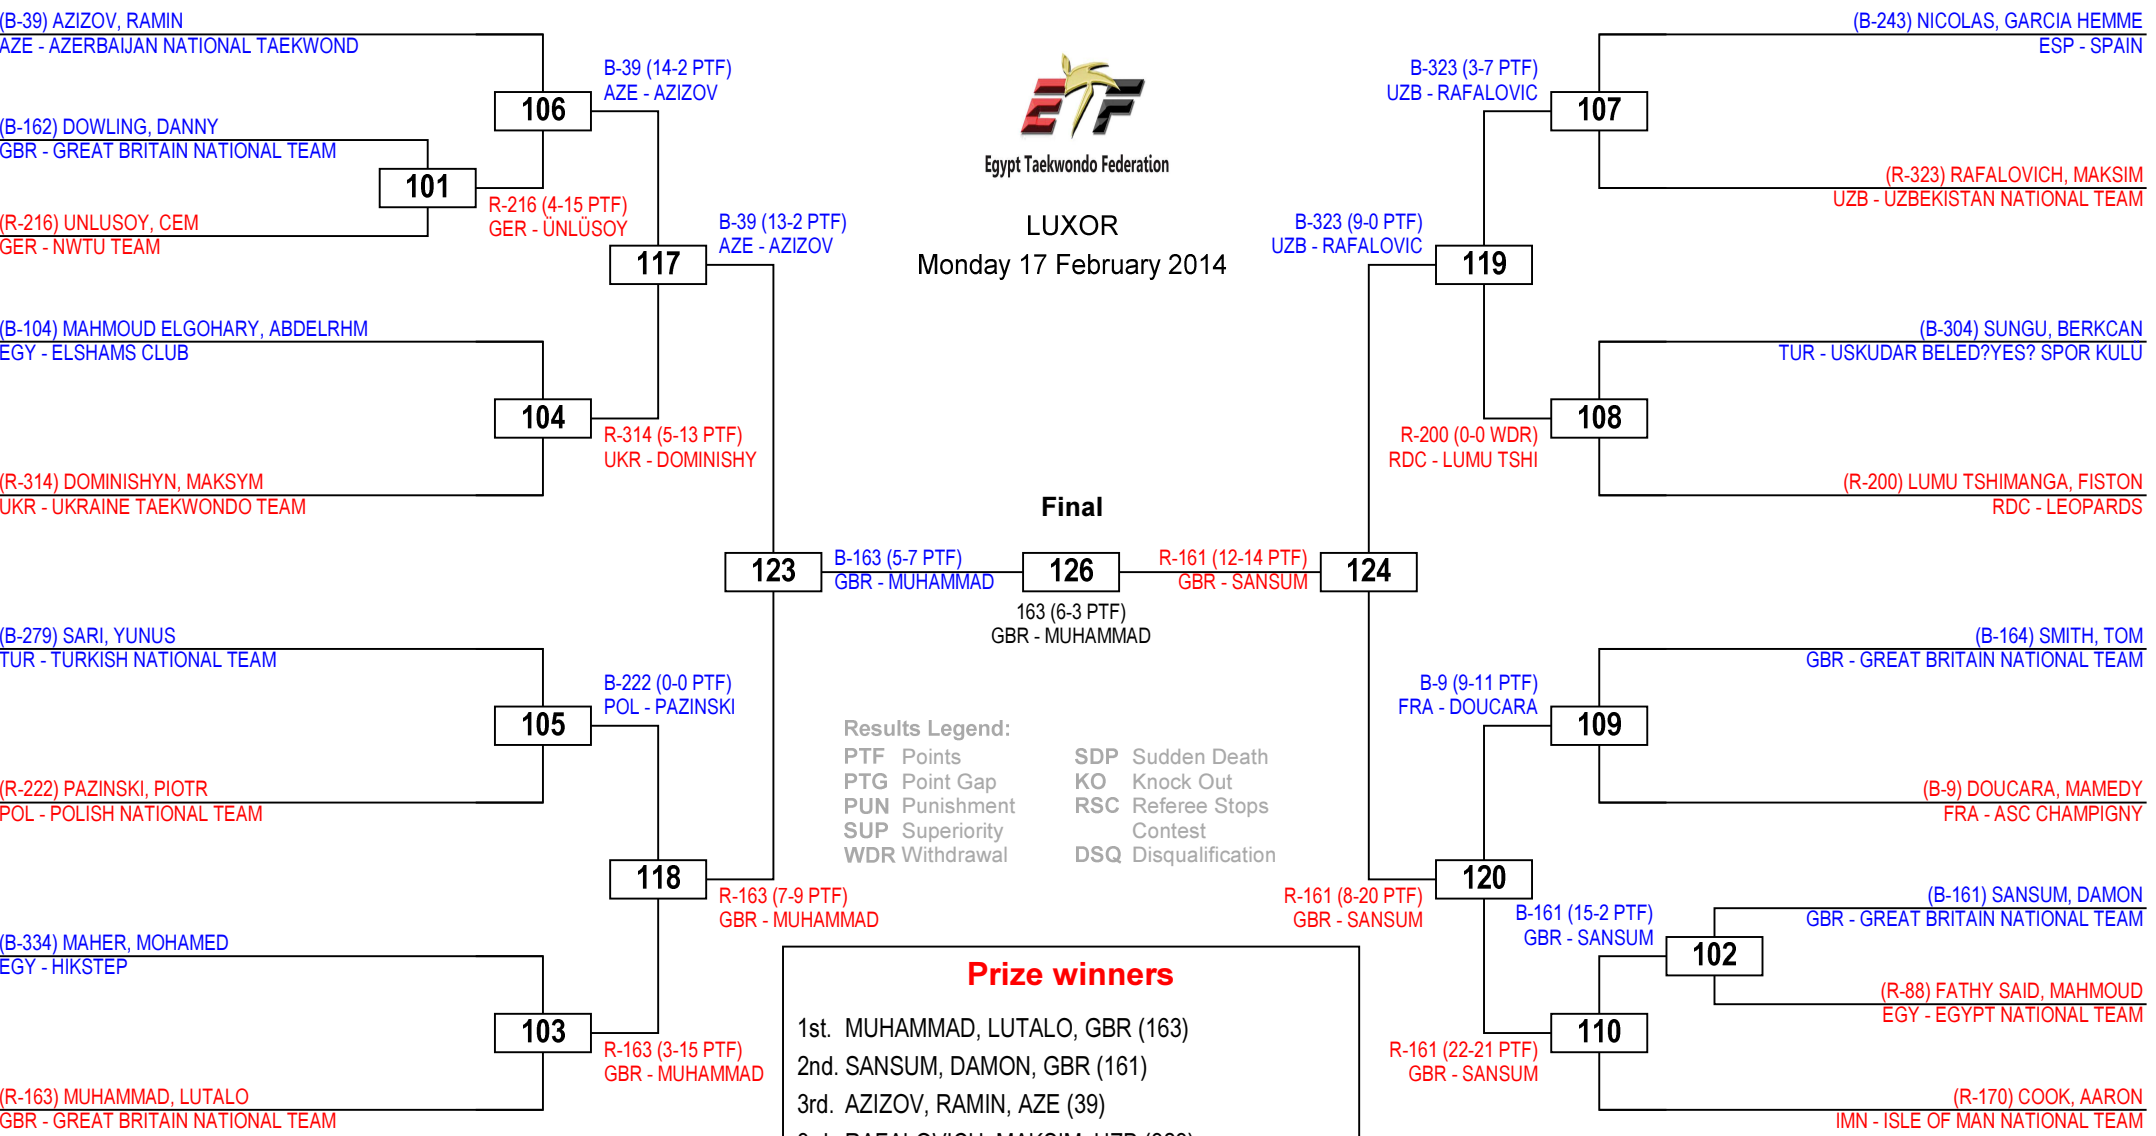 (B-39) AZIZOV, RAMIN
AZE - AZERBAIJAN NATIONAL TAEKWOND
(B-162) DOWLING, DANNY
GBR - GREAT BRITAIN NATIONAL TEAM
(R-216) UNLUSOY, CEM
GER - NWTU TEAM
(B-104) MAHMOUD ELGOHARY, ABDELRHM
EGY - ELSHAMS CLUB
(R-314) DOMINISHYN, MAKSYM
UKR - UKRAINE TAEKWONDO TEAM
(B-279) SARI, YUNUS
TUR - TURKISH NATIONAL TEAM
(R-222) PAZINSKI, PIOTR
POL - POLISH NATIONAL TEAM
(B-334) MAHER, MOHAMED
EGY - HIKSTEP
(R-163) MUHAMMAD, LUTALO
GBR - GREAT BRITAIN NATIONAL TEAM
101
R-216 (4-15 PTF)
GER - ÜNLÜSOY
106
B-39 (14-2 PTF)
AZE - AZIZOV
104
R-314 (5-13 PTF)
UKR - DOMINISHY
105
B-222 (0-0 PTF)
POL - PAZINSKI
103
R-163 (3-15 PTF)
GBR - MUHAMMAD
117
B-39 (13-2 PTF)
AZE - AZIZOV
118
R-163 (7-9 PTF)
GBR - MUHAMMAD
123
B-163 (5-7 PTF)
GBR - MUHAMMAD
ETF
Egypt Taekwondo Federation
LUXOR
Monday 17 February 2014
Final
126
163 (6-3 PTF)
GBR - MUHAMMAD
Results Legend:
PTF Points
PTG Point Gap
PUN Punishment
SUP Superiority
WDR Withdrawal
SDP Sudden Death
KO Knock Out
RSC Referee Stops
Contest
DSQ Disqualification
Prize winners
1st. MUHAMMAD, LUTALO, GBR (163)
2nd. SANSUM, DAMON, GBR (161)
3rd. AZIZOV, RAMIN, AZE (39)
3rd. RAFALOVICH, MAKSIM, UZB (323)
R-161 (12-14 PTF)
GBR - SANSUM
124
B-323 (9-0 PTF)
UZB - RAFALOVIC
119
R-161 (8-20 PTF)
GBR - SANSUM
120
B-323 (3-7 PTF)
UZB - RAFALOVIC
107
R-200 (0-0 WDR)
RDC - LUMU TSHI
108
B-9 (9-11 PTF)
FRA - DOUCARA
109
R-161 (22-21 PTF)
GBR - SANSUM
110
B-161 (15-2 PTF)
GBR - SANSUM
102
(B-243) NICOLAS, GARCIA HEMME
ESP - SPAIN
(R-323) RAFALOVICH, MAKSIM
UZB - UZBEKISTAN NATIONAL TEAM
(B-304) SUNGU, BERKCAN
TUR - USKUDAR BELED?YES? SPOR KULU
(R-200) LUMU TSHIMANGA, FISTON
RDC - LEOPARDS
(B-164) SMITH, TOM
GBR - GREAT BRITAIN NATIONAL TEAM
(B-9) DOUCARA, MAMEDY
FRA - ASC CHAMPIGNY
(B-161) SANSUM, DAMON
GBR - GREAT BRITAIN NATIONAL TEAM
(R-88) FATHY SAID, MAHMOUD
EGY - EGYPT NATIONAL TEAM
(R-170) COOK, AARON
IMN - ISLE OF MAN NATIONAL TEAM